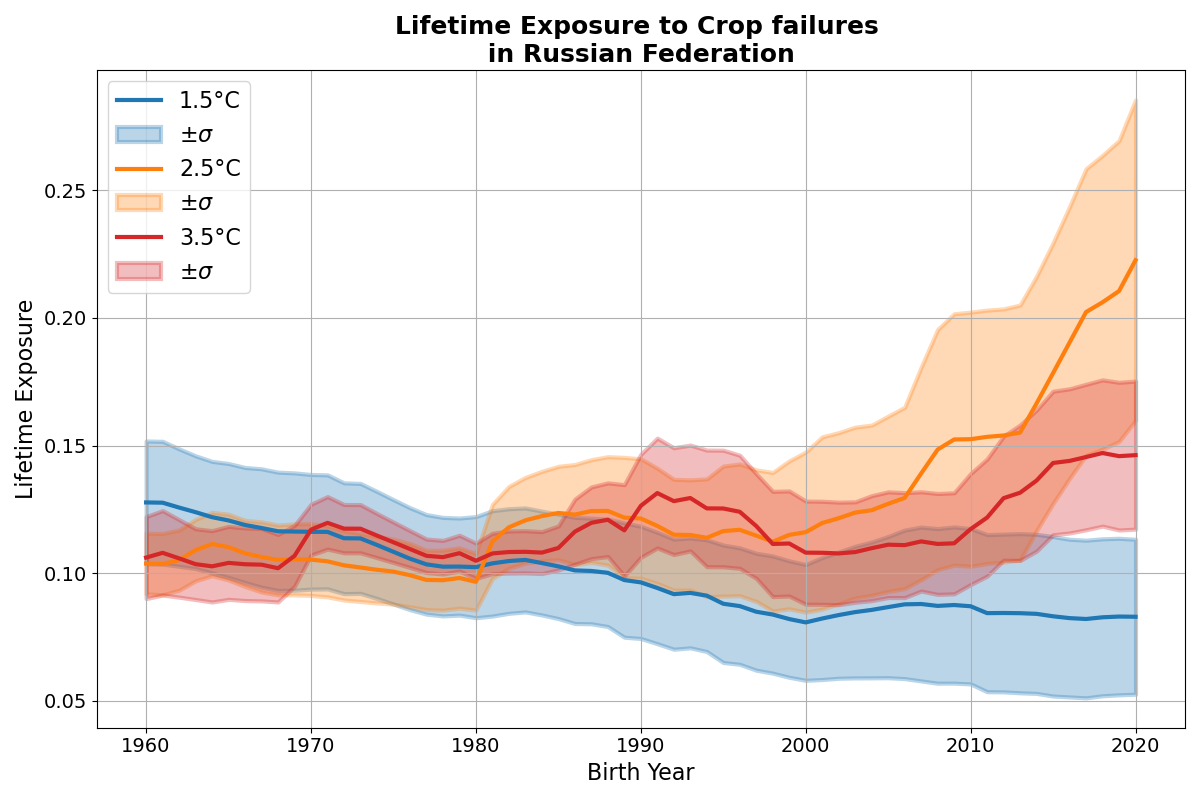 Lifetime Exposure to Crop failures
in Russian Federation
1.5°C
±σ
2.5°C
±σ
3.5°C
±σ
Lifetime Exposure
0.25
0.20
0.15
0.10
0.05
1960 1970 1980 1990 2000 2010 2020
Birth Year